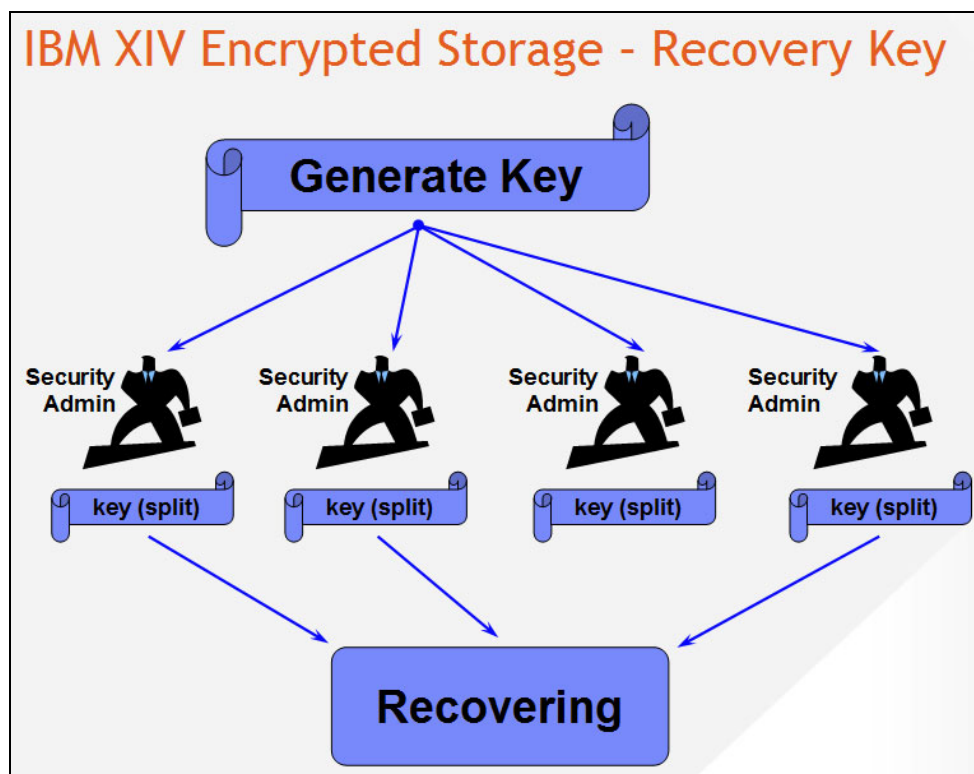 IBM XIV Encrypted Storage - Recovery Key
Generate Key
Security
Admin
Security
Admin
Security
Admin
Security
Admin
key (split)
key (split)
key (split)
key (split)
Recovering